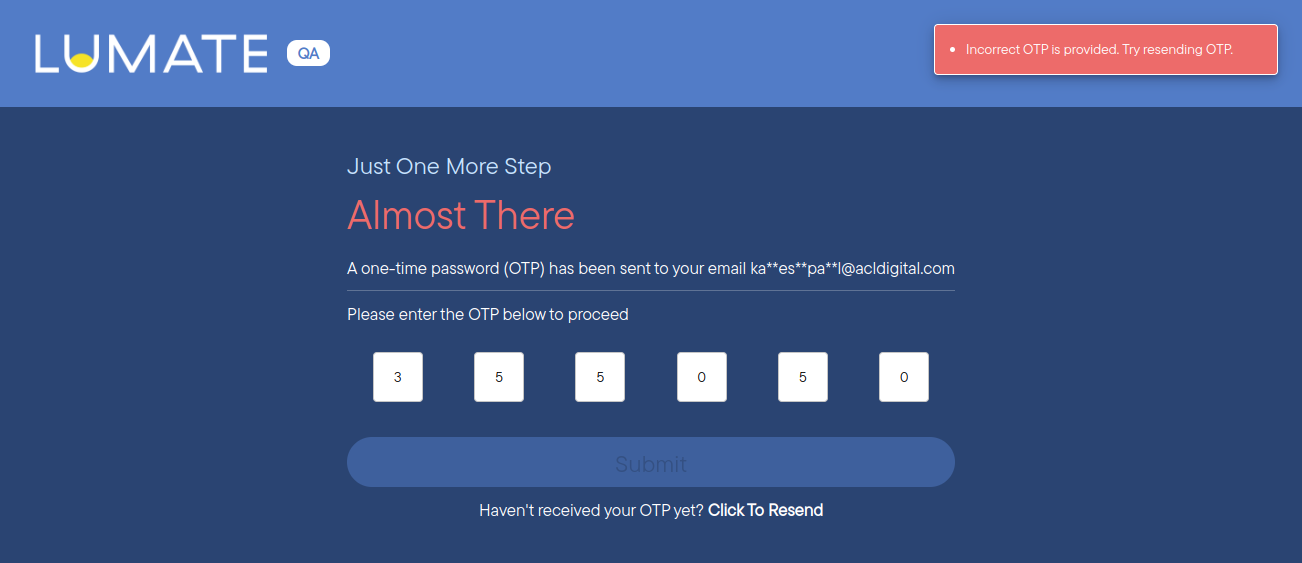 LUMATE QA
Incorrect OTP is provided. Try resending OTP.
Just One More Step
Almost There
A one-time password (OTP) has been sent to your email ka**es**pa**l@acldigital.com
Please enter the OTP below to proceed
3 5 5 0 5 0
Submit
Haven't received your OTP yet? Click To Resend